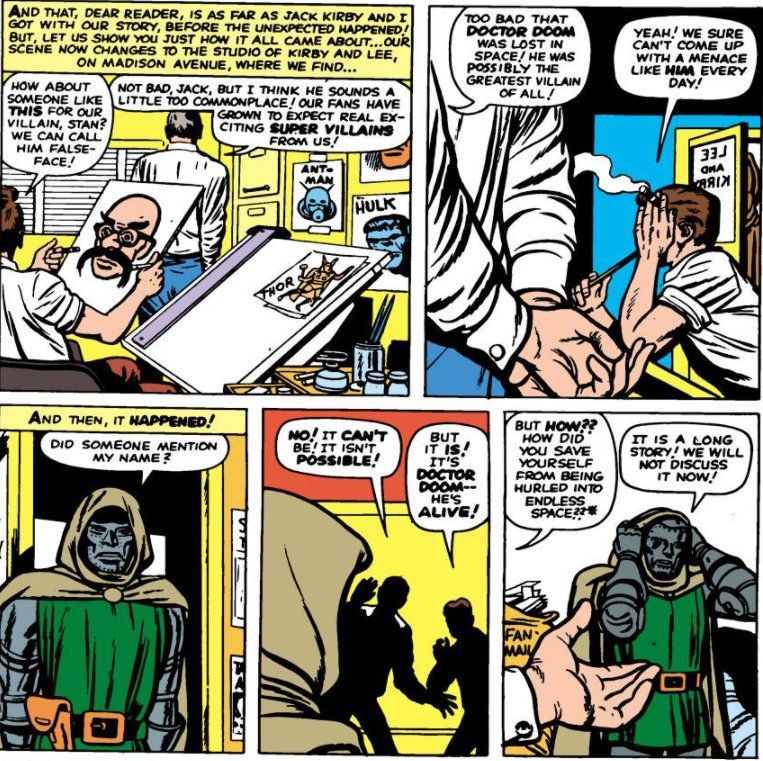 AND THAT, DEAR READER, IS AS FAR AS JACK KIRBY AND I
GOT WITH OUR STORY, BEFORE THE UNEXPECTED HAPPENED!
BUT, LET US SHOW YOU JUST HOW IT ALL CAME ABOUT... OUR
SCENE NOW CHANGES TO THE STUDIO OF KIRBY AND LEE,
ON MADISON AVENUE, WHERE WE FIND...
HOW ABOUT
SOMEONE LIKE
THIS FOR OUR
VILLAIN, STAN?
WE CAN CALL
HIM FALSE-
FACE!
NOT BAD, JACK, BUT I THINK HE SOUNDS A
LITTLE TOO COMMONPLACE! OUR FANS HAVE
GROWN TO EXPECT REAL EX-
CITING SUPER VILLAINS
FROM US!
ANT-
MAN
HULK
THOR
TOO BAD THAT
DOCTOR DOOM
WAS LOST IN
SPACE! HE WAS
POSSIBLY THE
GREATEST VILLAIN
OF ALL!
YEAH! WE SURE
CAN'T COME UP
WITH A MENACE
LIKE HIM EVERY
DAY!
LEE
AND
KIRB
AND THEN, IT HAPPENED!
DID SOMEONE MENTION
MY NAME?
NO! IT CAN'T
BE! IT ISN'T
POSSIBLE!
BUT
IT IS!
IT'S
DOCTOR
DOOM--
HE'S
ALIVE!
BUT HOW??
HOW DID
YOU SAVE
YOURSELF
FROM BEING
HURLED INTO
ENDLESS
SPACE??*
IT IS A LONG
STORY! WE WILL
NOT DISCUSS
IT NOW!
FAN-
MAIL